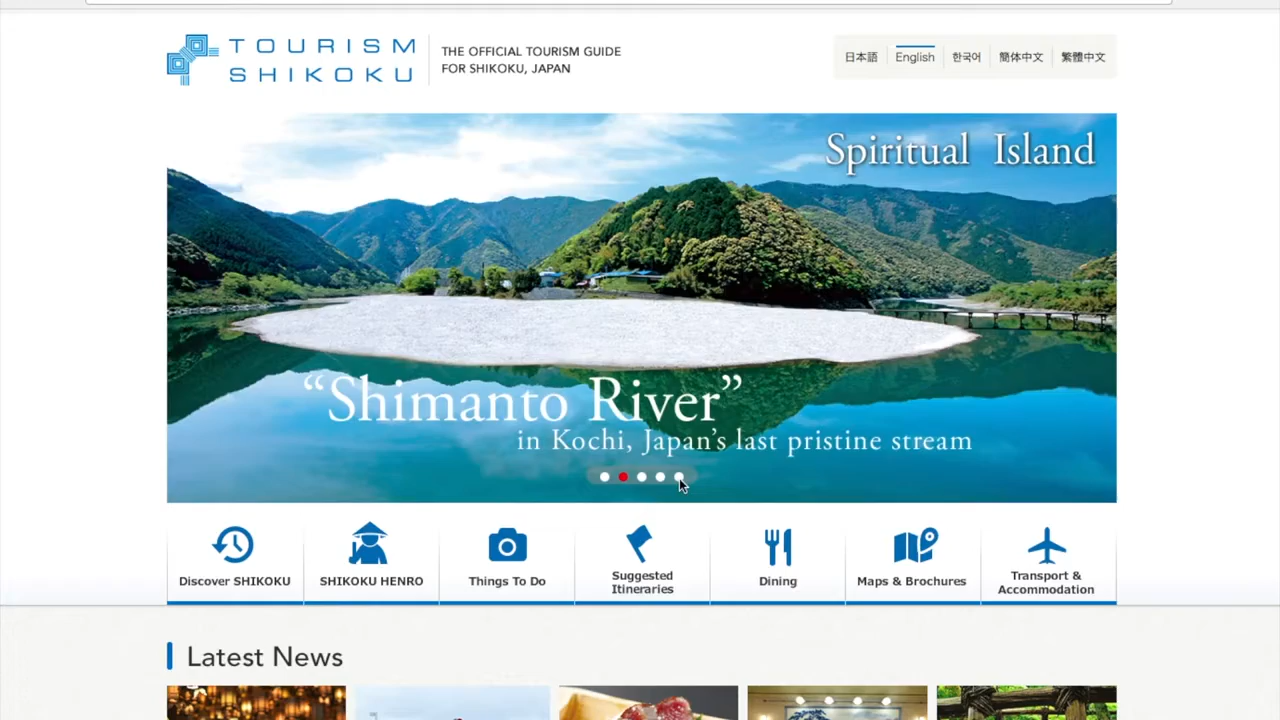 TOURISM
SHIKOKU
THE OFFICIAL TOURISM GUIDE
FOR SHIKOKU, JAPAN
日本語
English
한국어
简体中文
繁體中文
Spiritual Island
“Shimanto River”
in Kochi, Japan’s last pristine stream
Discover SHIKOKU
SHIKOKU HENRO
Things To Do
Suggested
Itineraries
Dining
Maps & Brochures
Transport &
Accommodation
Latest News